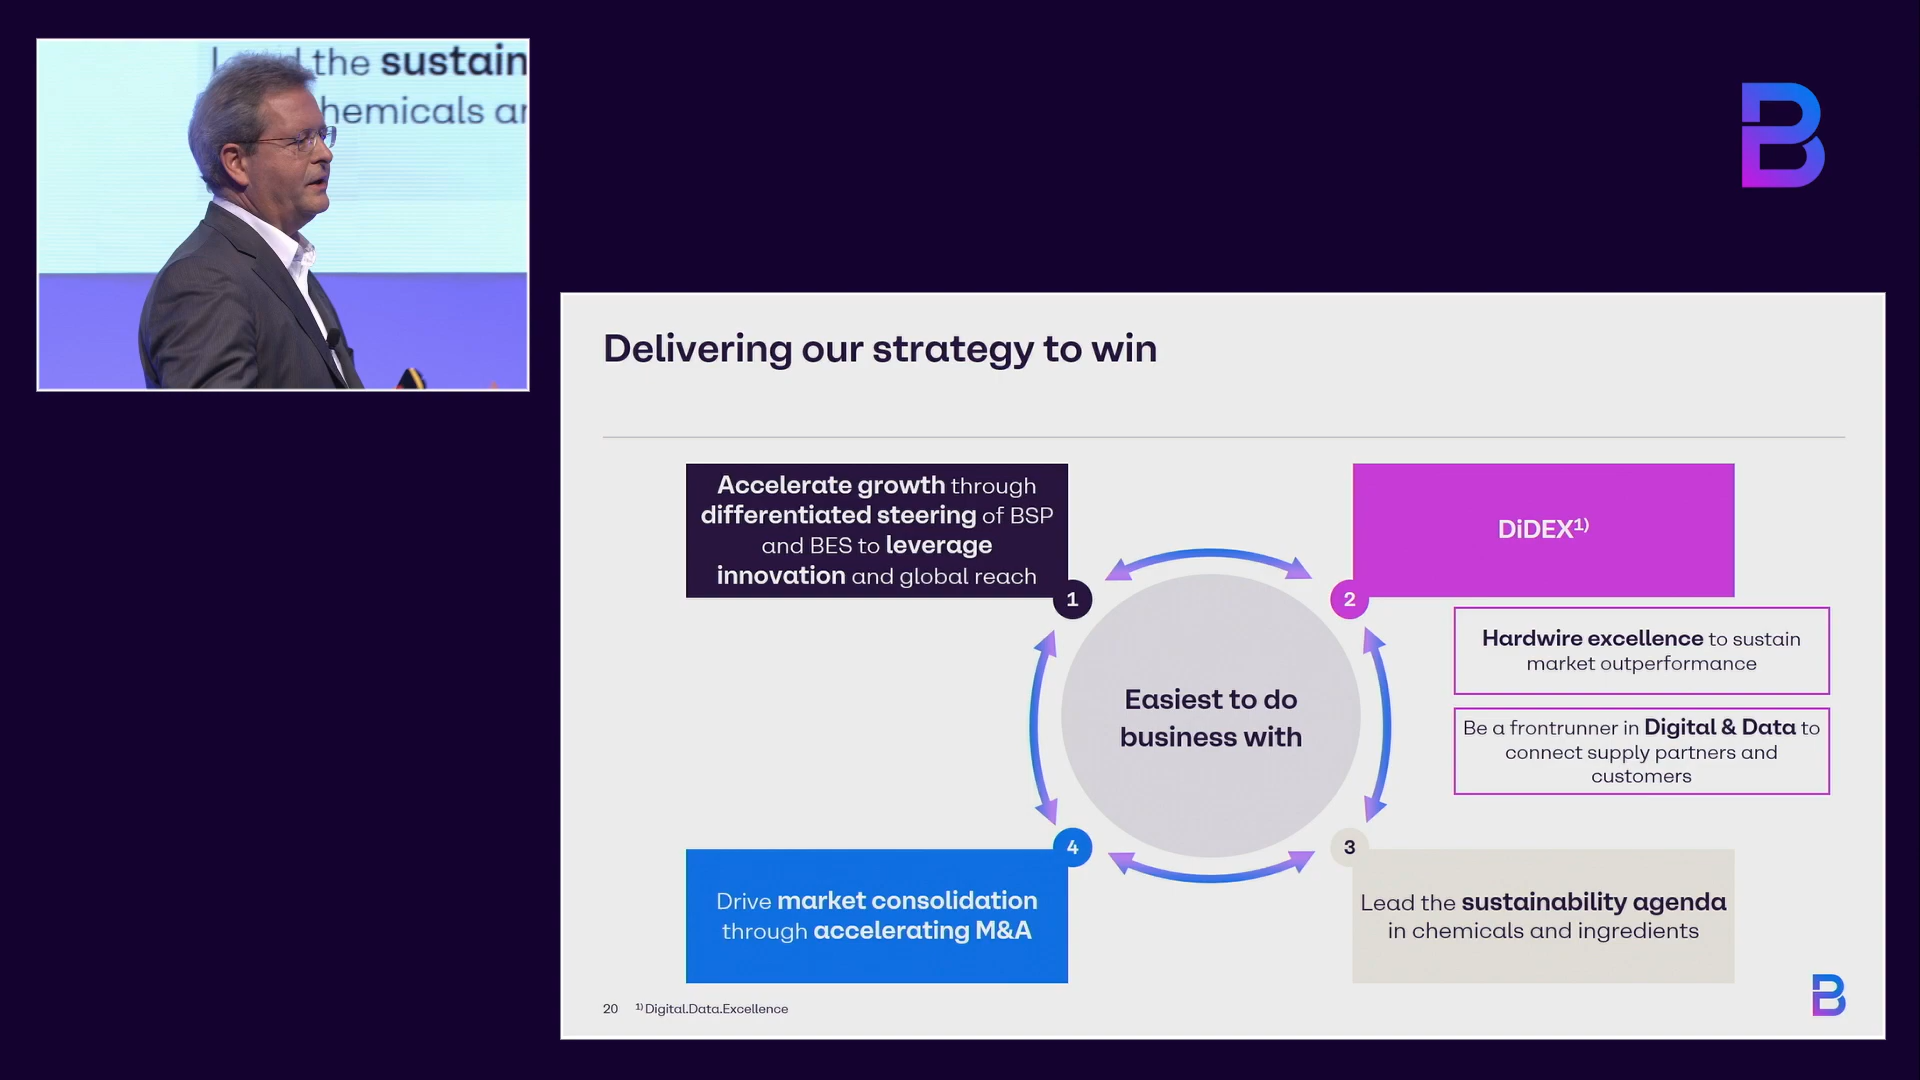 the sustain
hemicals ar
B
Delivering our strategy to win
Accelerate growth through
differentiated steering of BSP
and BES to leverage
innovation and global reach
1
DiDEX¹⁾
2
Hardwire excellence to sustain
market outperformance
Be a frontrunner in Digital & Data to
connect supply partners and
customers
Easiest to do
business with
4
Drive market consolidation
through accelerating M&A
3
Lead the sustainability agenda
in chemicals and ingredients
20 ¹⁾ Digital.Data.Excellence
B